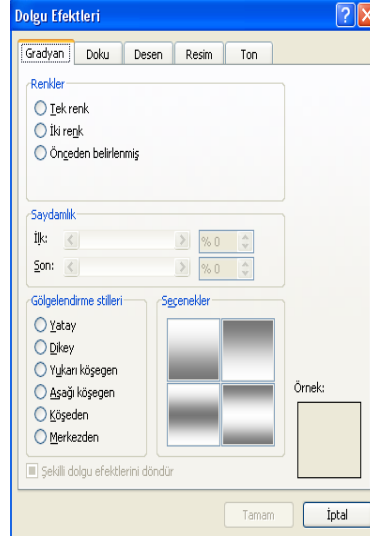 Dolgu Efektleri
Gradyan Doku Desen Resim Ton
Renkler
Tek renk
İki renk
Önceden belirlenmiş
Saydamlık
İlk: % 0
Son: % 0
Gölgelendirme stilleri Seçenekler
Yatay
Dikey
Yukarı köşegen
Aşağı köşegen
Köşeden
Merkezden
Örnek:
Şekilli dolgu efektlerini döndür
Tamam İptal